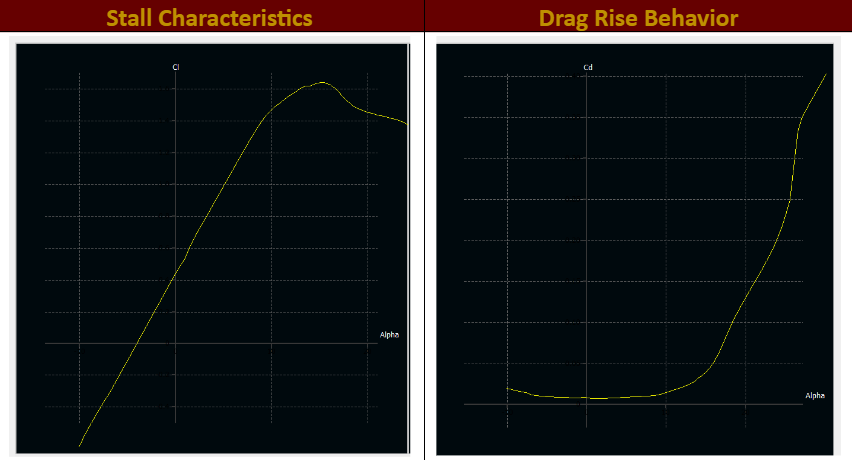 Stall Characteristics
Drag Rise Behavior
Cl
Alpha
Cd
Alpha